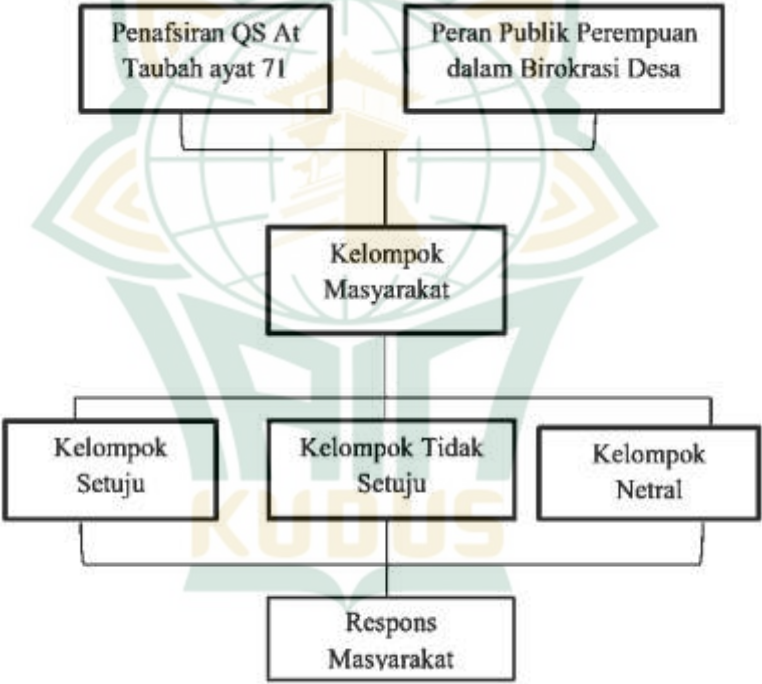 Penafsiran QS At
Taubah ayat 71
Peran Publik Perempuan
dalam Birokrasi Desa
Kelompok
Masyarakat
Kelompok
Setuju
Kelompok Tidak
Setuju
Kelompok
Netral
KUDUS
Respons
Masyarakat